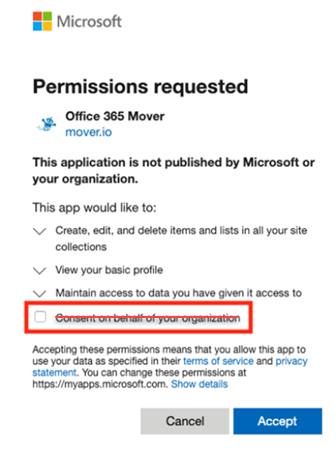 Microsoft
Permissions requested
Office 365 Mover
mover.io
This application is not published by Microsoft or
your organization.
This app would like to:
Create, edit, and delete items and lists in all your site
collections
View your basic profile
Maintain access to data you have given it access to
Consent on behalf of your organization
Accepting these permissions means that you allow this app to
use your data as specified in their terms of service and privacy
statement. You can change these permissions at
https://myapps.microsoft.com. Show details
Cancel
Accept